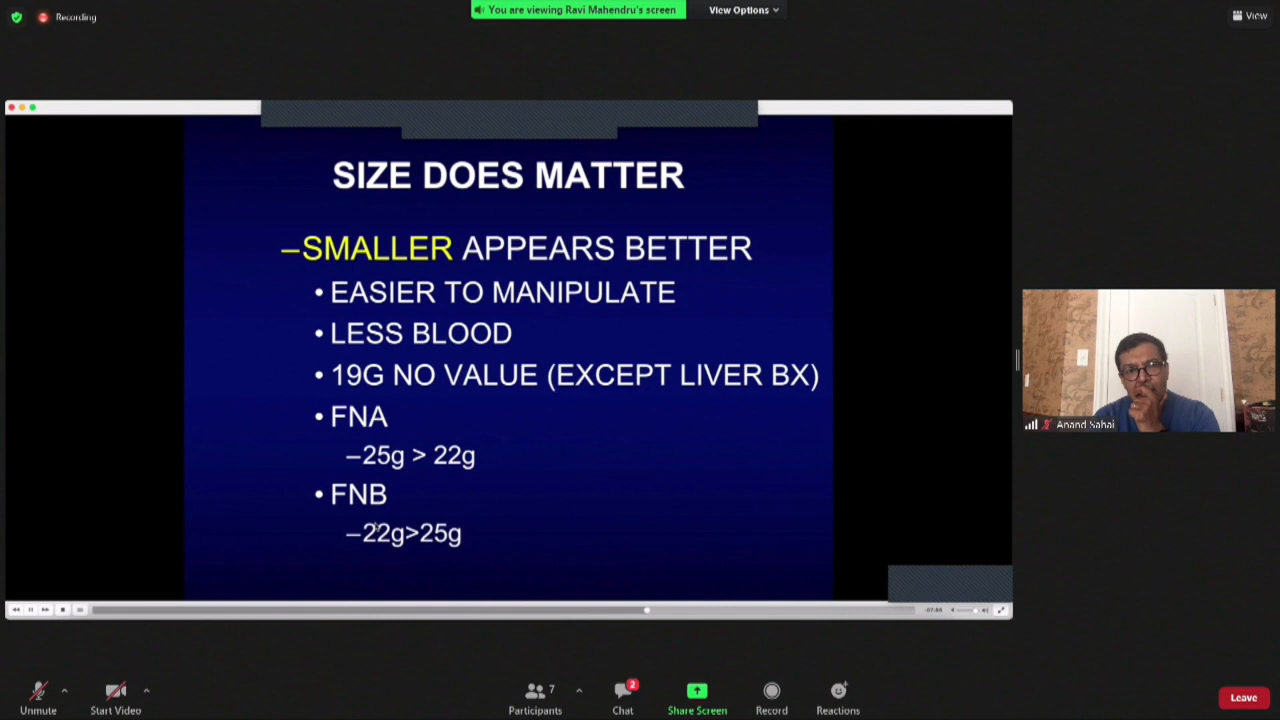 Recording
You are viewing Ravi Mahendru's screen
View Options
View
SIZE DOES MATTER
–SMALLER APPEARS BETTER
• EASIER TO MANIPULATE
• LESS BLOOD
• 19G NO VALUE (EXCEPT LIVER BX)
• FNA
–25g > 22g
• FNB
–22g>25g
Anand Sahai
Unmute
Start Video
Participants
7
Chat
2
Share Screen
Record
Reactions
Leave